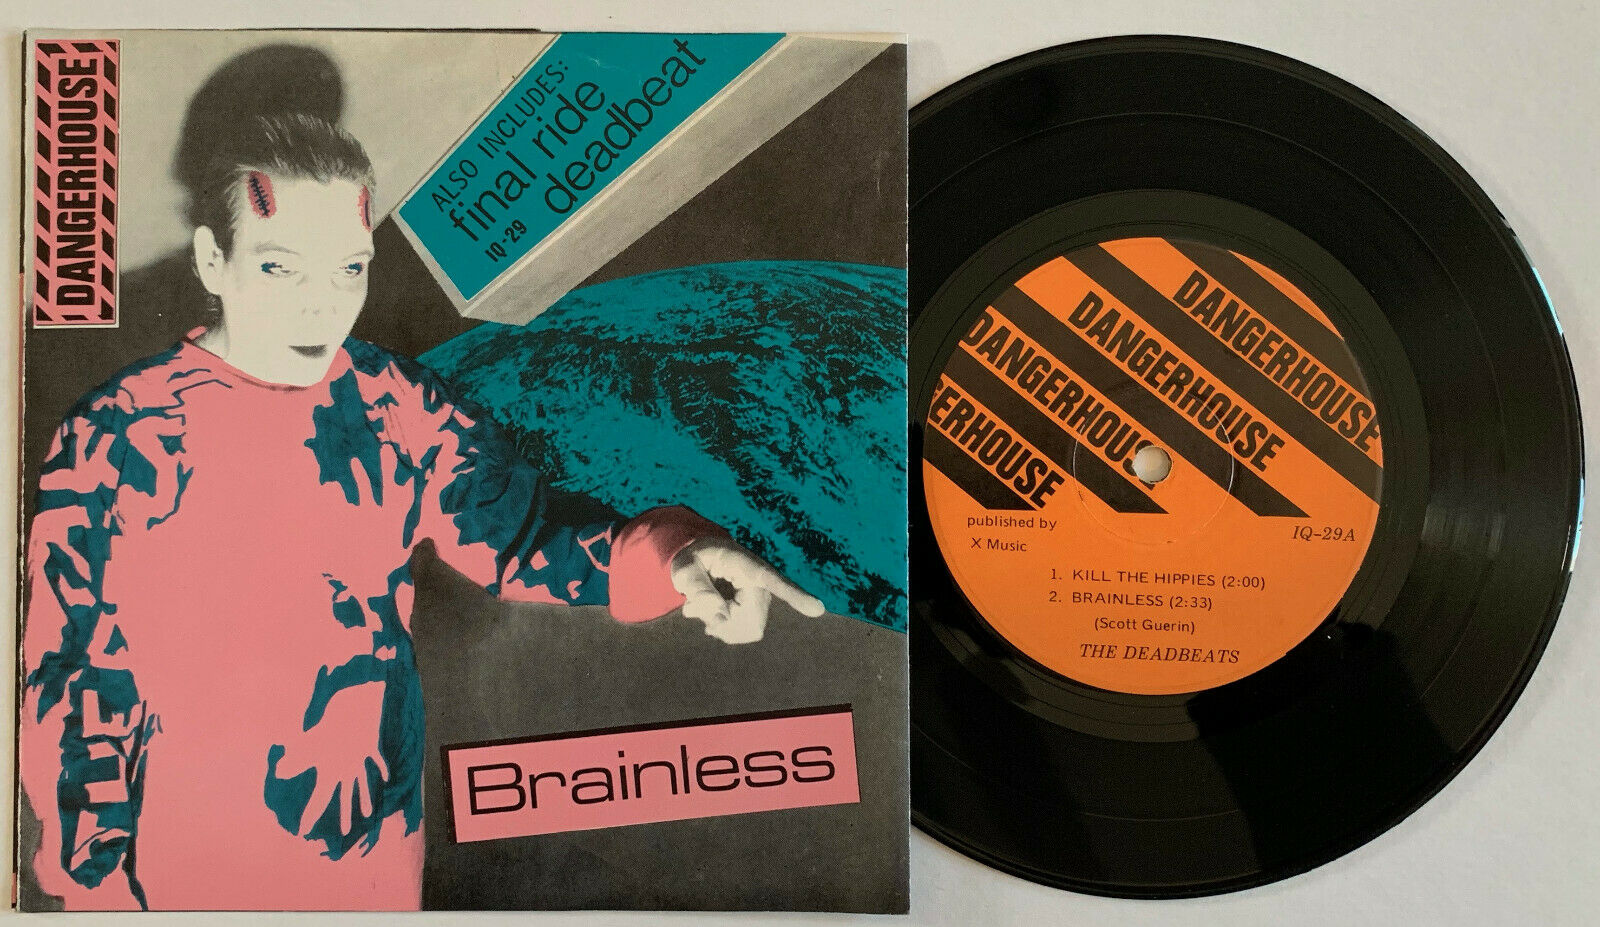 DANGERHOUSE
ALSO INCLUDES:
final ride
IQ-29 deadbeat
Brainless
DANGERHOUSE
DANGERHOUSE
DANGERHOUSE
ERHOUSE
published by
X Music
IQ-29A
1. KILL THE HIPPIES (2:00)
2. BRAINLESS (2:33)
(Scott Guerin)
THE DEADBEATS